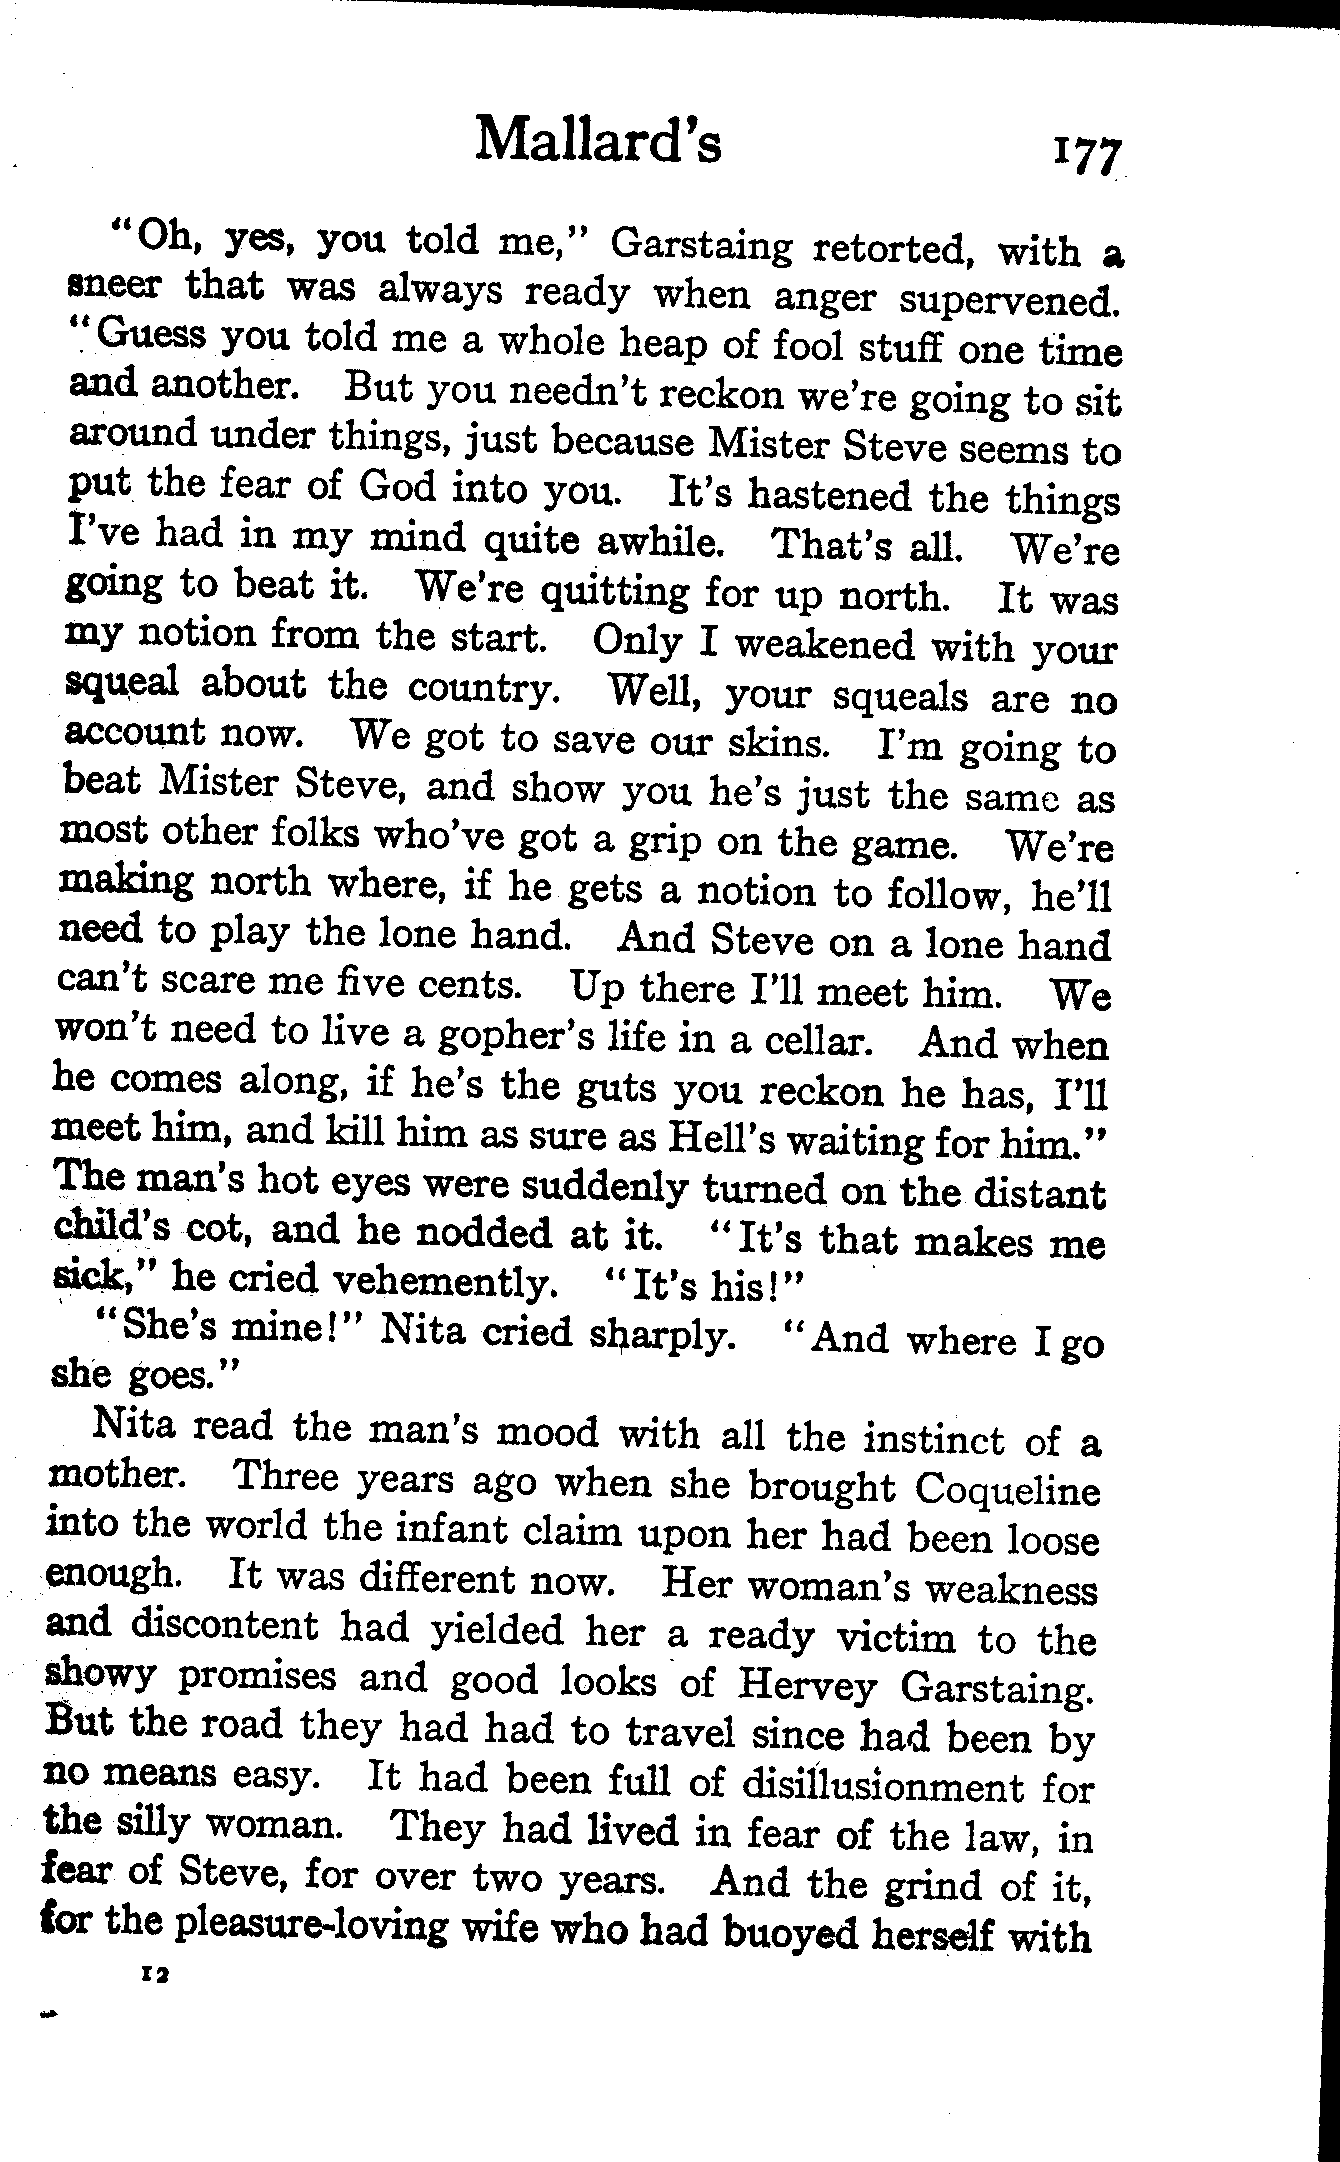 Mallard's 177
"Oh, yes, you told me," Garstaing retorted, with a
sneer that was always ready when anger supervened.
"Guess you told me a whole heap of fool stuff one time
and another. But you needn't reckon we're going to sit
around under things, just because Mister Steve seems to
put the fear of God into you. It's hastened the things
I've had in my mind quite awhile. That's all. We're
going to beat it. We're quitting for up north. It was
my notion from the start. Only I weakened with your
squeal about the country. Well, your squeals are no
account now. We got to save our skins. I'm going to
beat Mister Steve, and show you he's just the same as
most other folks who've got a grip on the game. We're
making north where, if he gets a notion to follow, he'll
need to play the lone hand. And Steve on a lone hand
can't scare me five cents. Up there I'll meet him. We
won't need to live a gopher's life in a cellar. And when
he comes along, if he's the guts you reckon he has, I'll
meet him, and kill him as sure as Hell's waiting for him."
The man's hot eyes were suddenly turned on the distant
child's cot, and he nodded at it. "It's that makes me
sick," he cried vehemently. "It's his!"
"She's mine!" Nita cried sharply. "And where I go
she goes."
Nita read the man's mood with all the instinct of a
mother. Three years ago when she brought Coqueline
into the world the infant claim upon her had been loose
enough. It was different now. Her woman's weakness
and discontent had yielded her a ready victim to the
showy promises and good looks of Hervey Garstaing.
But the road they had had to travel since had been by
no means easy. It had been full of disillusionment for
the silly woman. They had lived in fear of the law, in
fear of Steve, for over two years. And the grind of it,
for the pleasure-loving wife who had buoyed herself with
12